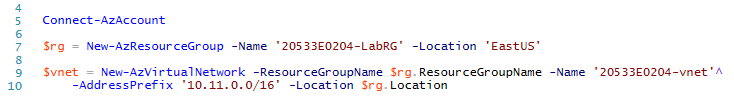 4
5 Connect-AzAccount
6
7 $rg = New-AzResourceGroup -Name '20533E0204-LabRG' -Location 'EastUS'
8
9 $vnet = New-AzVirtualNetwork -ResourceGroupName $rg.ResourceGroupName -Name '20533E0204-vnet'^
10 -AddressPrefix '10.11.0.0/16' -Location $rg.Location